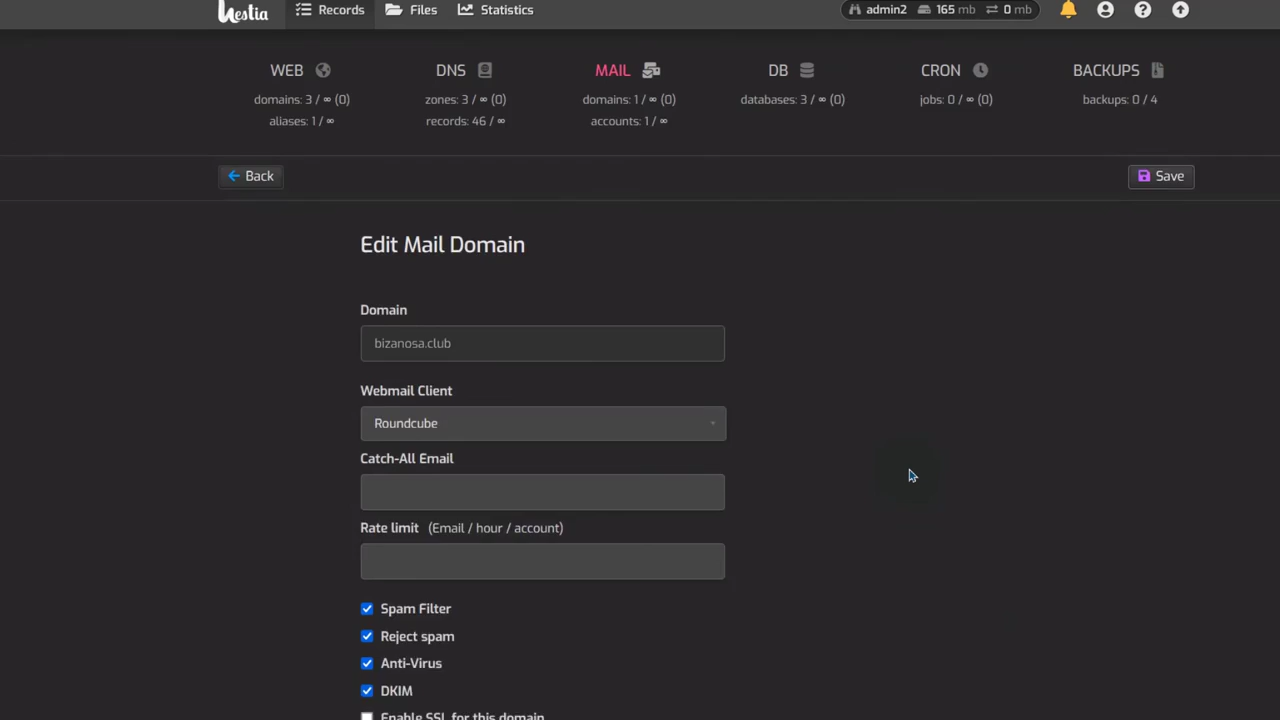 hestia Records Files Statistics admin2 165 mb 0 mb
WEB DNS MAIL DB CRON BACKUPS
domains: 3 / ∞ (0) zones: 3 / ∞ (0) domains: 1 / ∞ (0) databases: 3 / ∞ (0) jobs: 0 / ∞ (0) backups: 0 / 4
aliases: 1 / ∞ records: 46 / ∞ accounts: 1 / ∞
Back Save
Edit Mail Domain
Domain
bizanosa.club
Webmail Client
Roundcube
Catch-All Email
Rate limit (Email / hour / account)
Spam Filter
Reject spam
Anti-Virus
DKIM
Enable SSL for this domain